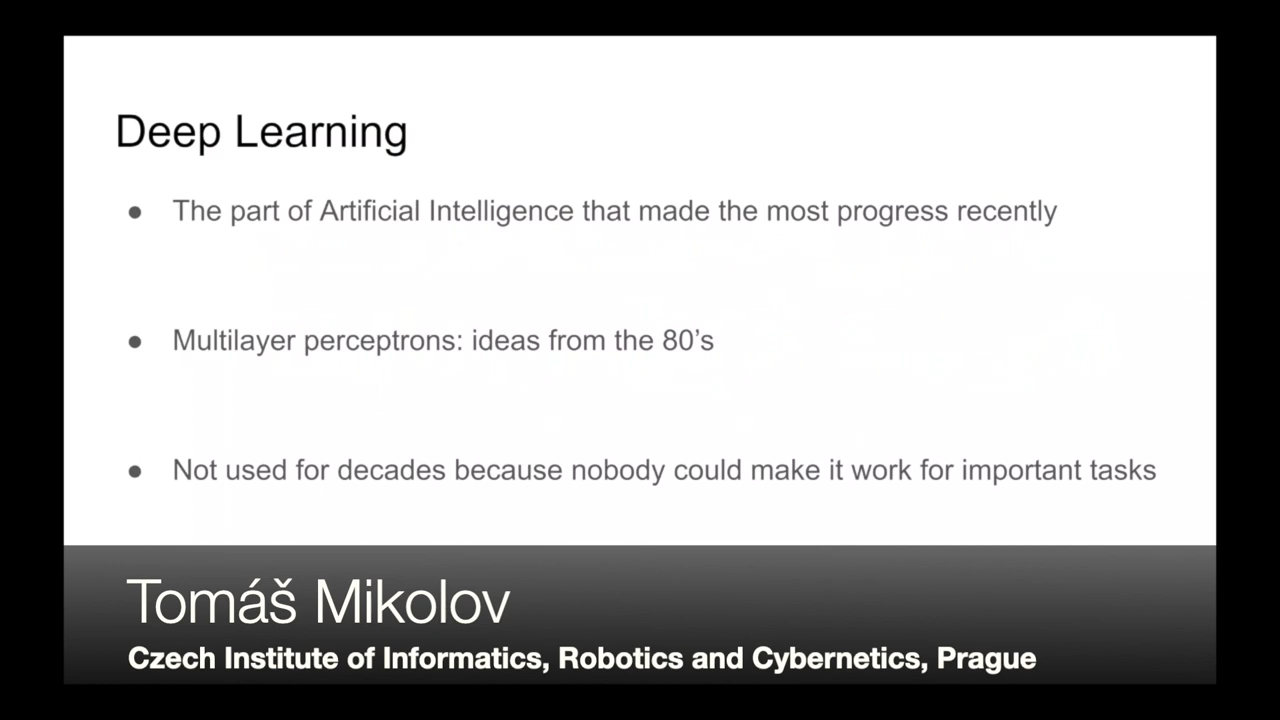 Deep Learning
● The part of Artificial Intelligence that made the most progress recently
● Multilayer perceptrons: ideas from the 80’s
● Not used for decades because nobody could make it work for important tasks
Tomáš Mikolov
Czech Institute of Informatics, Robotics and Cybernetics, Prague